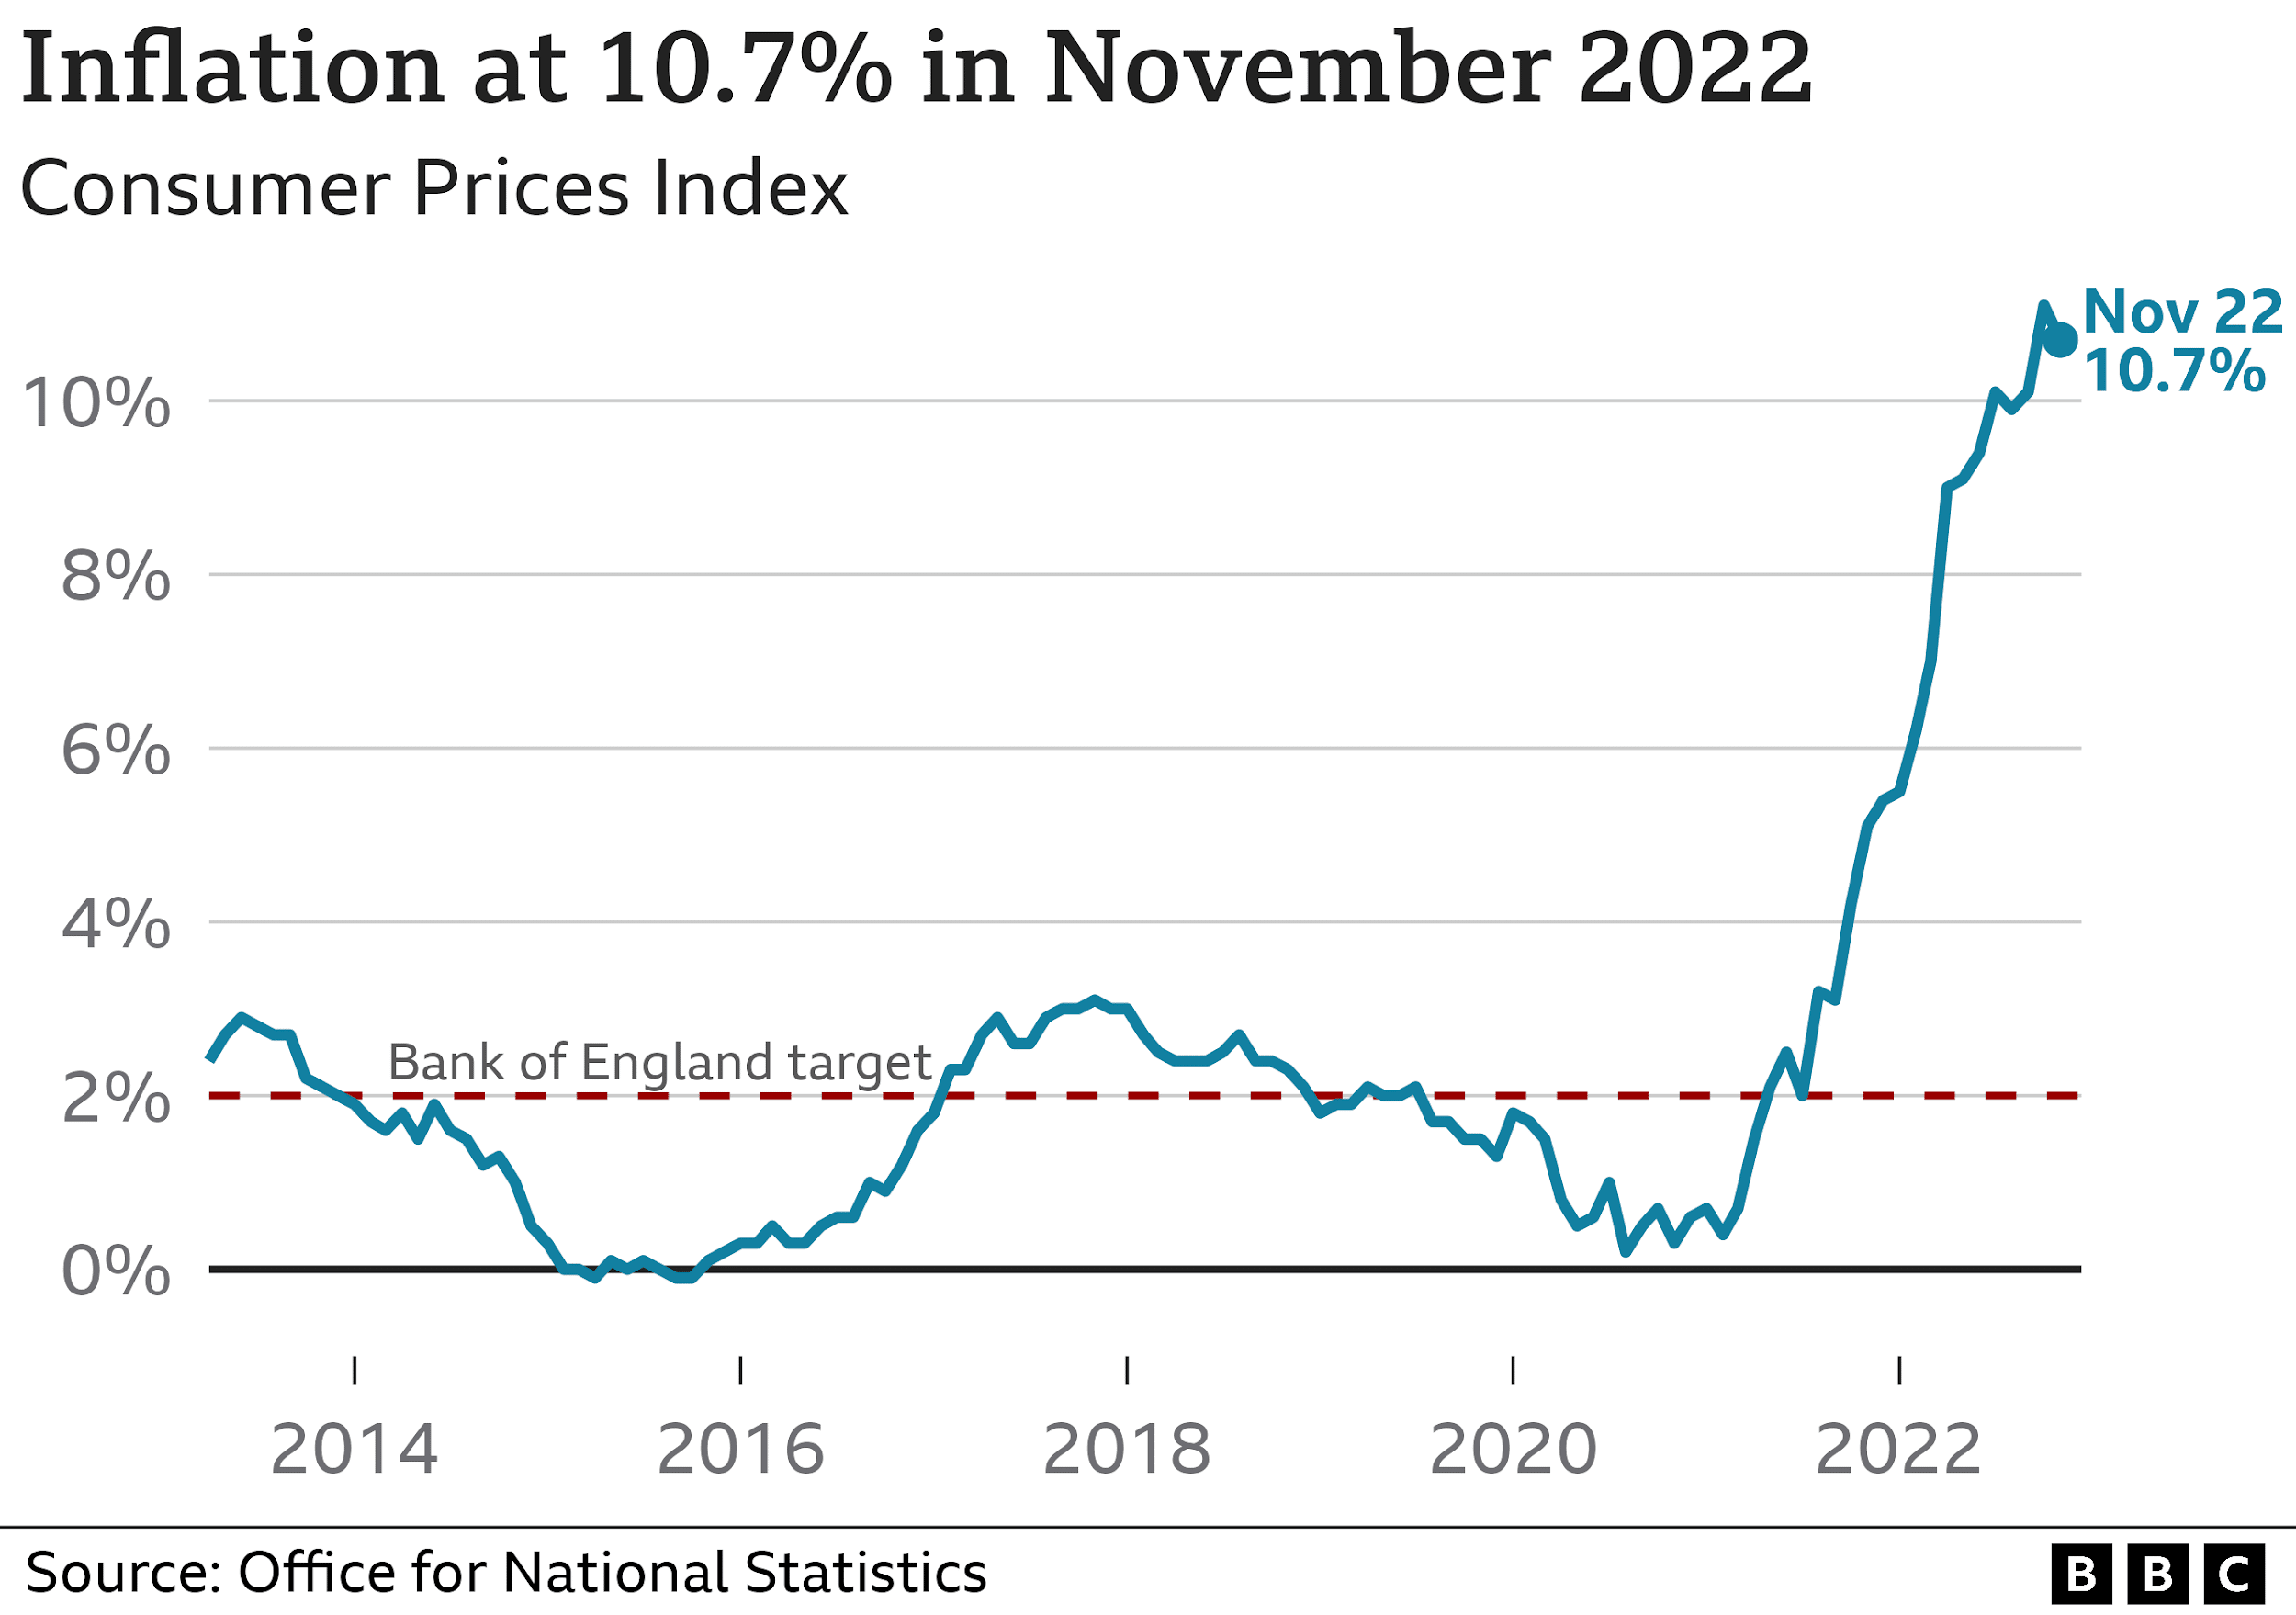 Inflation at 10.7% in November 2022
Consumer Prices Index
Nov 22
10.7%
10%
8%
6%
4%
Bank of England target
2%
0%
2014 2016 2018 2020 2022
Source: Office for National Statistics
BBC